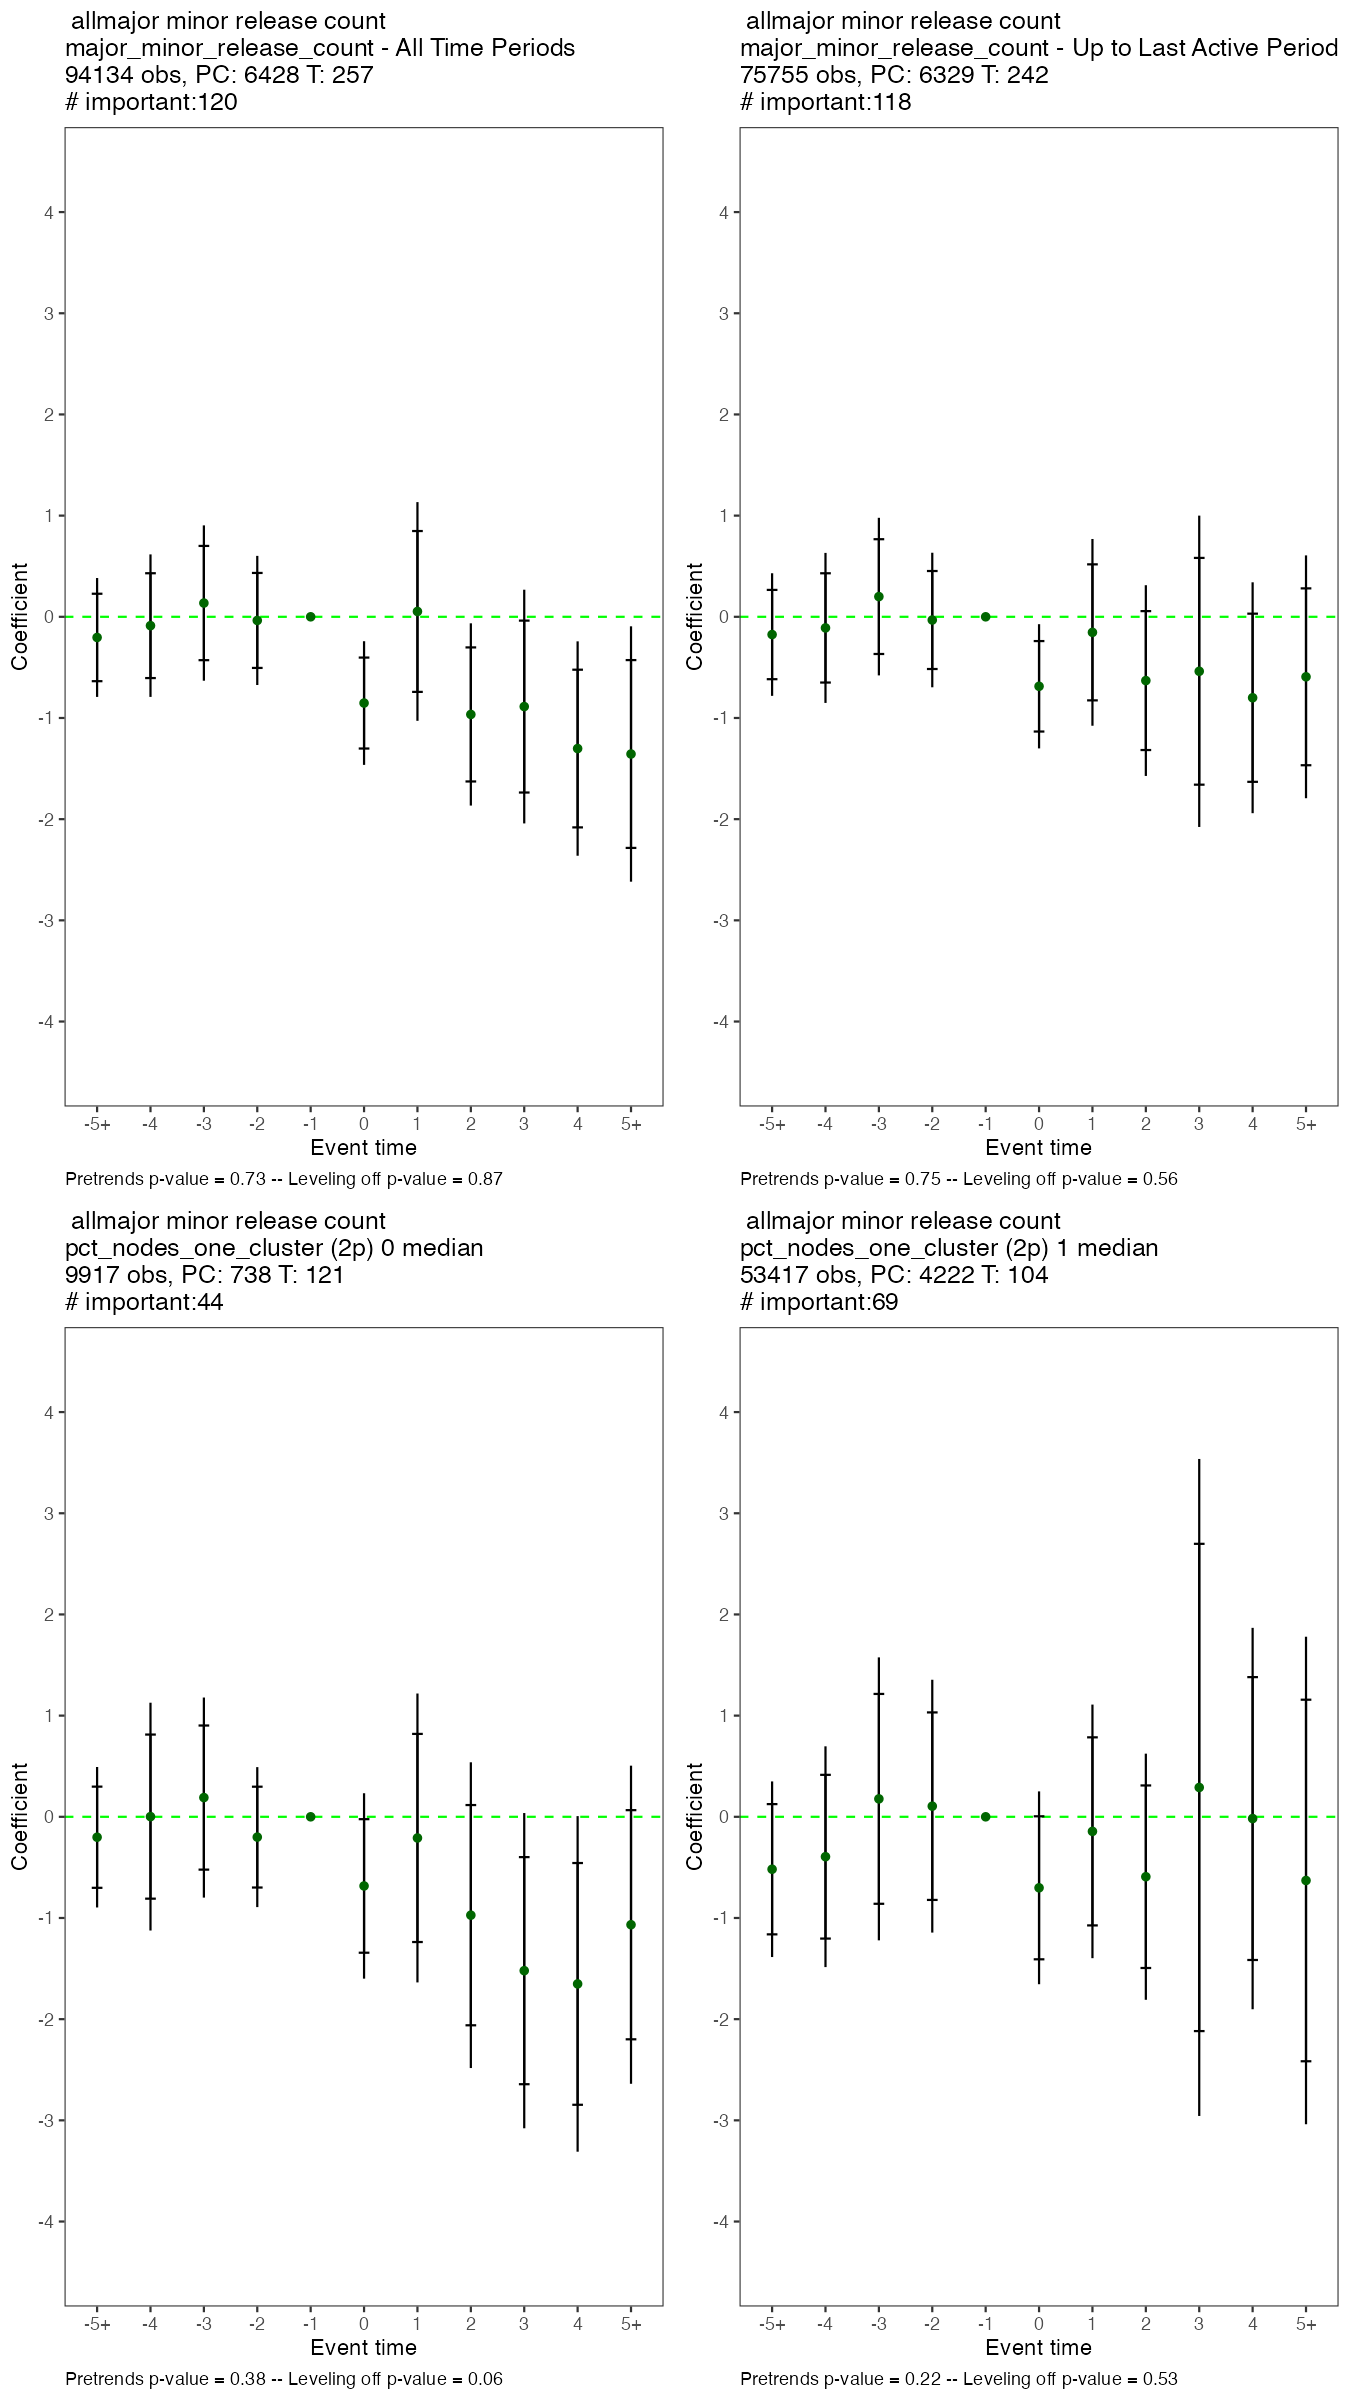 allmajor minor release count
major_minor_release_count - All Time Periods
94134 obs, PC: 6428 T: 257
# important:120
4
3
2
1
0
-1
-2
-3
-4
Coefficient
-5+ -4 -3 -2 -1 0 1 2 3 4 5+
Event time
Pretrends p-value = 0.73 -- Leveling off p-value = 0.87
allmajor minor release count
major_minor_release_count - Up to Last Active Period
75755 obs, PC: 6329 T: 242
# important:118
4
3
2
1
0
-1
-2
-3
-4
Coefficient
-5+ -4 -3 -2 -1 0 1 2 3 4 5+
Event time
Pretrends p-value = 0.75 -- Leveling off p-value = 0.56
allmajor minor release count
pct_nodes_one_cluster (2p) 0 median
9917 obs, PC: 738 T: 121
# important:44
4
3
2
1
0
-1
-2
-3
-4
Coefficient
-5+ -4 -3 -2 -1 0 1 2 3 4 5+
Event time
Pretrends p-value = 0.38 -- Leveling off p-value = 0.06
allmajor minor release count
pct_nodes_one_cluster (2p) 1 median
53417 obs, PC: 4222 T: 104
# important:69
4
3
2
1
0
-1
-2
-3
-4
Coefficient
-5+ -4 -3 -2 -1 0 1 2 3 4 5+
Event time
Pretrends p-value = 0.22 -- Leveling off p-value = 0.53